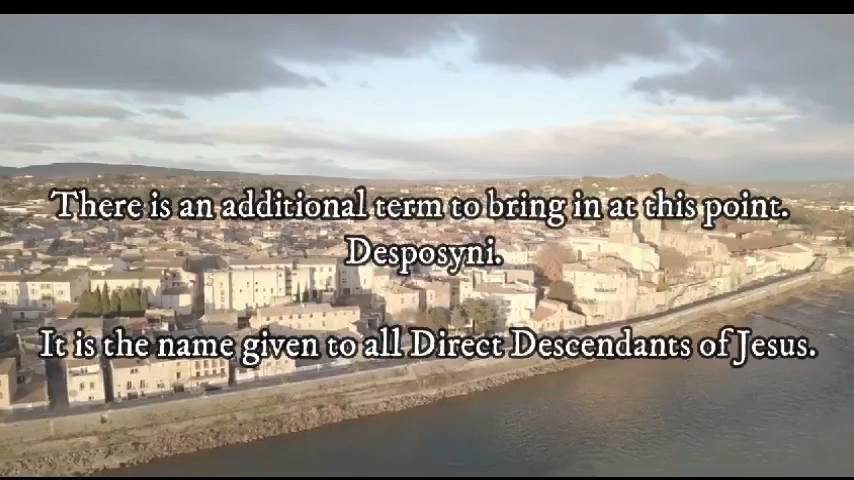 There is an additional term to bring in at this point.
Desposyni.
It is the name given to all Direct Descendants of Jesus.